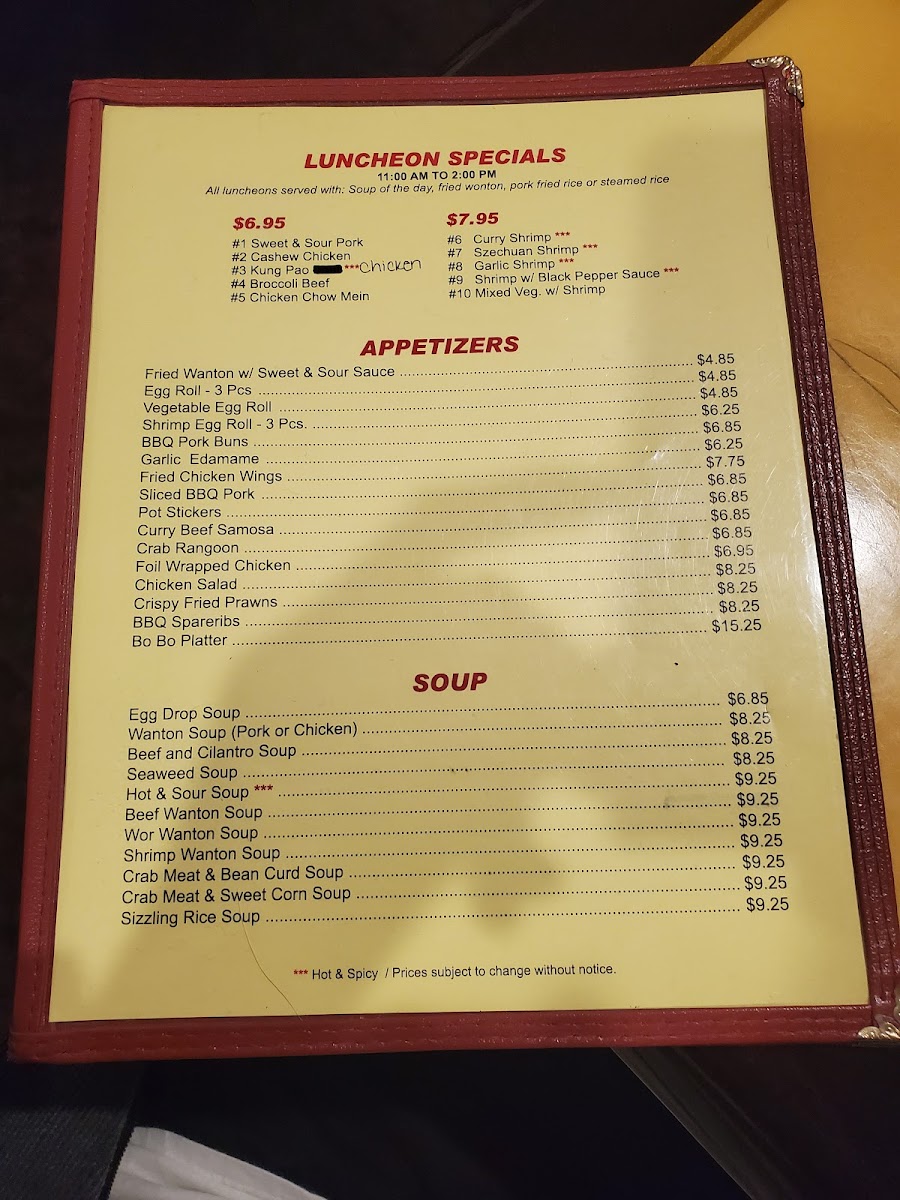 LUNCHEON SPECIALS
11:00 AM TO 2:00 PM
All luncheons served with: Soup of the day, fried wonton, pork fried rice or steamed rice
$6.95
#1 Sweet & Sour Pork
#2 Cashew Chicken
#3 Kung Pao ***chicken
#4 Broccoli Beef
#5 Chicken Chow Mein
$7.95
#6 Curry Shrimp ***
#7 Szechuan Shrimp ***
#8 Garlic Shrimp ***
#9 Shrimp w/ Black Pepper Sauce ***
#10 Mixed Veg. w/ Shrimp
APPETIZERS
Fried Wanton w/ Sweet & Sour Sauce ........ $4.85
Egg Roll - 3 Pcs ........ $4.85
Vegetable Egg Roll ........ $4.85
Shrimp Egg Roll - 3 Pcs. ........ $6.25
BBQ Pork Buns ........ $6.85
Garlic Edamame ........ $6.25
Fried Chicken Wings ........ $7.75
Sliced BBQ Pork ........ $6.85
Pot Stickers ........ $6.85
Curry Beef Samosa ........ $6.85
Crab Rangoon ........ $6.85
Foil Wrapped Chicken ........ $6.95
Chicken Salad ........ $8.25
Crispy Fried Prawns ........ $8.25
BBQ Spareribs ........ $8.25
Bo Bo Platter ........ $15.25
SOUP
Egg Drop Soup ........ $6.85
Wanton Soup (Pork or Chicken) ........ $8.25
Beef and Cilantro Soup ........ $8.25
Seaweed Soup ........ $8.25
Hot & Sour Soup *** ........ $9.25
Beef Wanton Soup ........ $9.25
Wor Wanton Soup ........ $9.25
Shrimp Wanton Soup ........ $9.25
Crab Meat & Bean Curd Soup ........ $9.25
Crab Meat & Sweet Corn Soup ........ $9.25
Sizzling Rice Soup ........ $9.25
*** Hot & Spicy / Prices subject to change without notice.